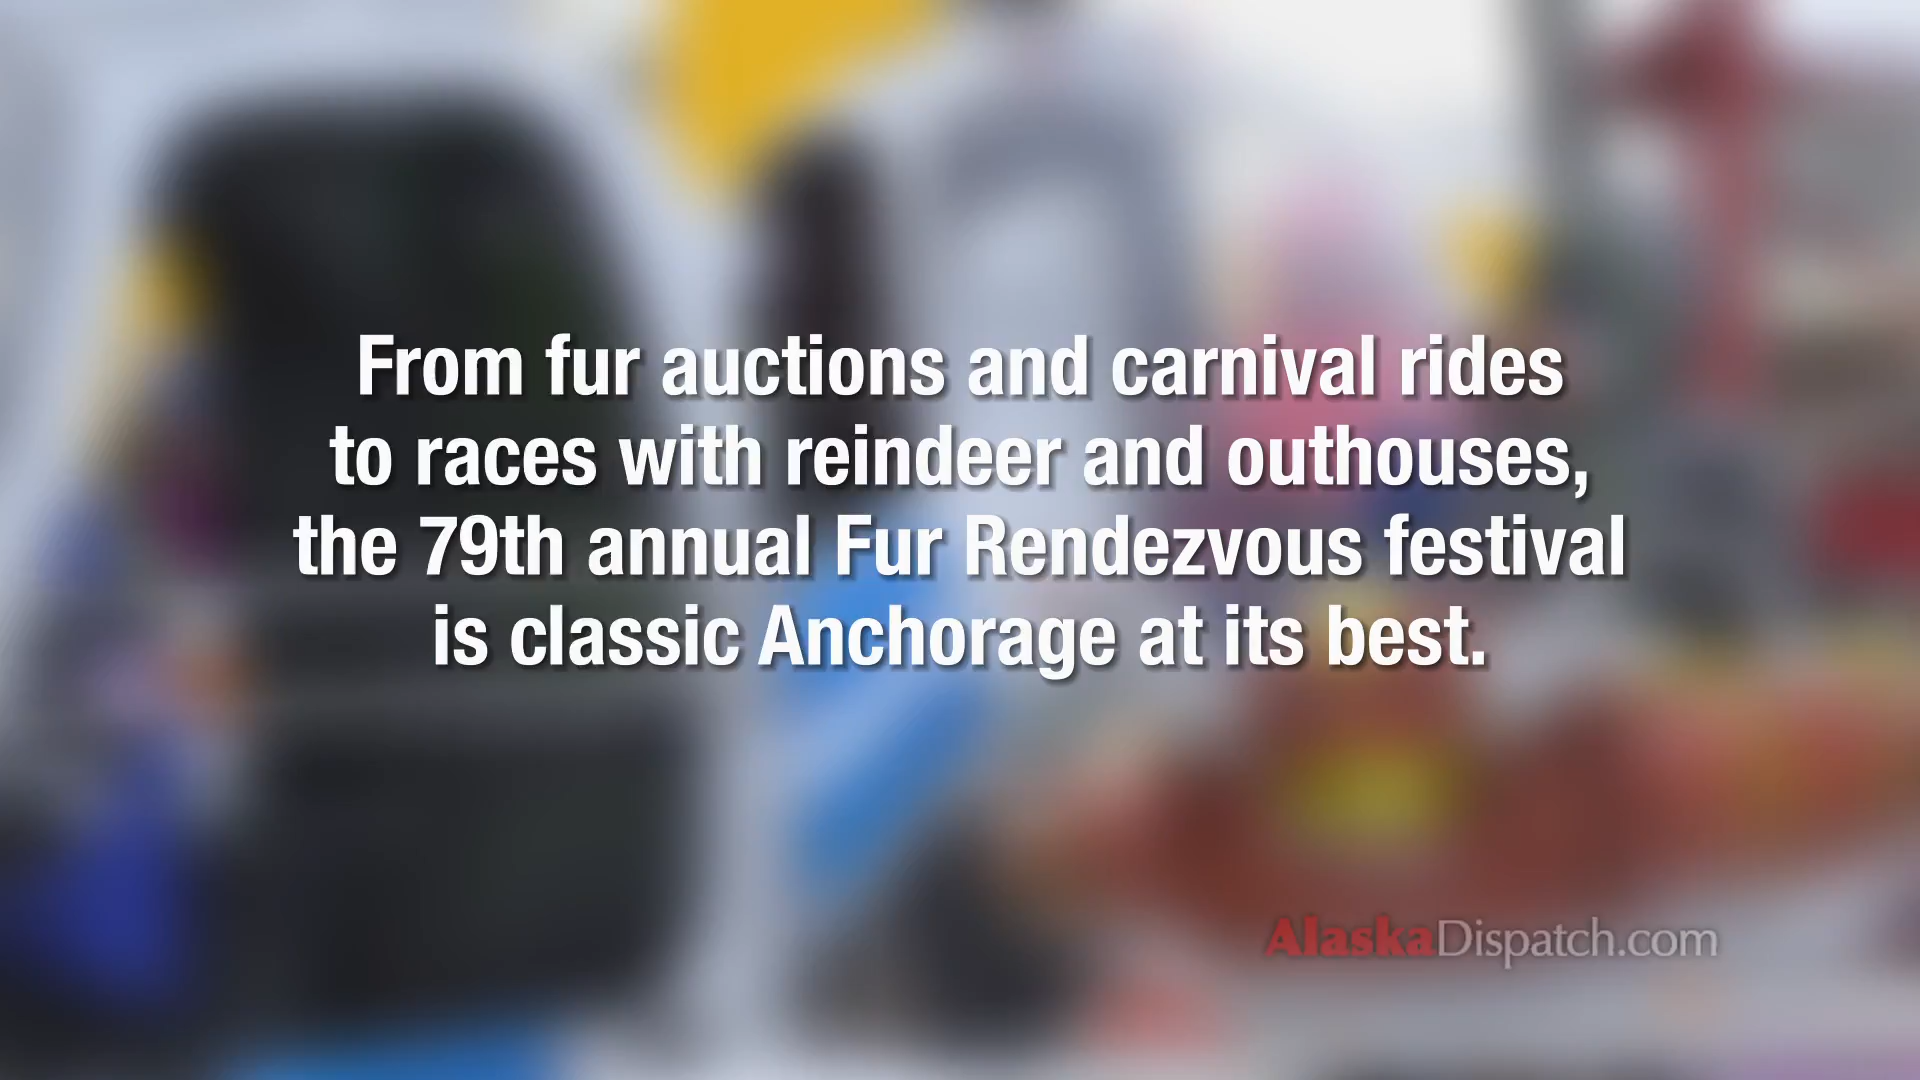 From fur auctions and carnival rides
to races with reindeer and outhouses,
the 79th annual Fur Rendezvous festival
is classic Anchorage at its best.
AlaskaDispatch.com